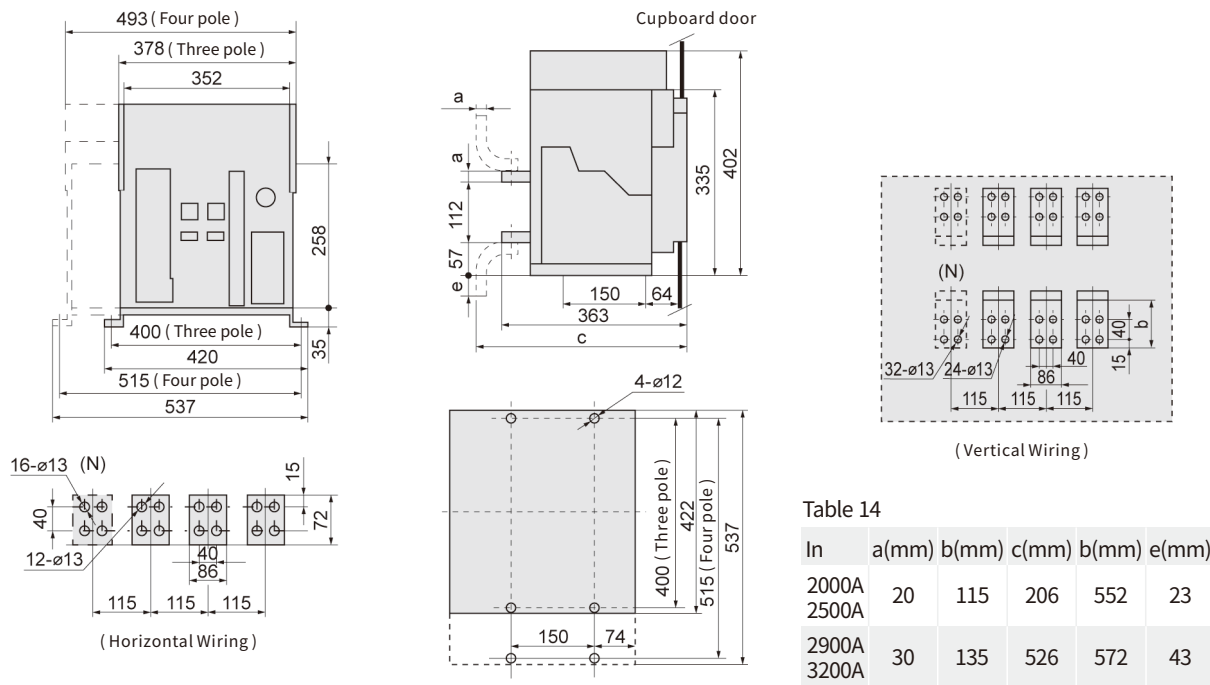 493 ( Four pole )
378 ( Three pole )
352
258
35
400 ( Three pole )
420
515 ( Four pole )
537
Cupboard door
a
a
112
57
e
335
402
150
64
363
c
(N)
32-ø13
24-ø13
40
b
15
40
86
115
115
115
( Vertical Wiring )
16-ø13
(N)
15
40
72
12-ø13
40
86
115
115
115
( Horizontal Wiring )
4-ø12
400 ( Three pole )
422
515 ( Four pole )
537
150
74
Table 14
In a(mm) b(mm) c(mm) b(mm) e(mm)
2000A
2500A
20 115 206 552 23
2900A
3200A
30 135 526 572 43